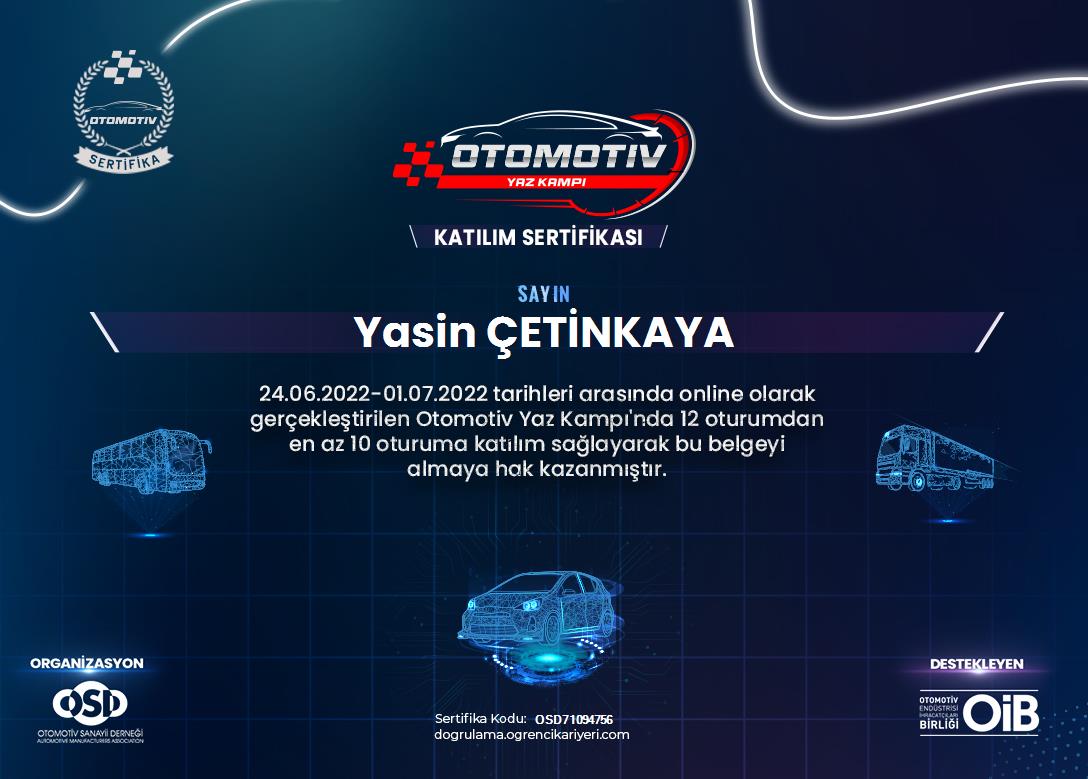 OTOMOTIV
SERTİFİKA
OTOMOTIV
YAZ KAMPI
KATILIM SERTİFİKASI
SAYIN
Yasin ÇETİNKAYA
24.06.2022-01.07.2022 tarihleri arasında online olarak
gerçekleştirilen Otomotiv Yaz Kampı'nda 12 oturumdan
en az 10 oturuma katılım sağlayarak bu belgeyi
almaya hak kazanmıştır.
ORGANİZASYON
OSD
OTOMOTİV SANAYİİ DERNEĞİ
AUTOMOTIVE MANUFACTURERS ASSOCIATION
Sertifika Kodu: OSD71094756
dogrulama.ogrencikariyeri.com
DESTEKLEYEN
OTOMOTİV
ENDÜSTRİSİ
İHRACATÇILARI
BİRLİĞİ
OİB